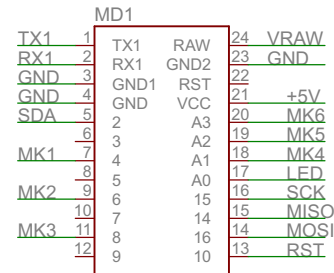 MD1
TX1 1 TX1 RAW 24 VRAW
RX1 2 RX1 GND2 23 GND
GND 3 GND1 RST 22
GND 4 GND VCC 21 +5V
SDA 5 2 A3 20 MK6
6 3 A2 19 MK5
MK1 7 4 A1 18 MK4
8 5 A0 17 LED
MK2 9 6 15 16 SCK
10 7 14 15 MISO
MK3 11 8 16 14 MOSI
12 9 10 13 RST